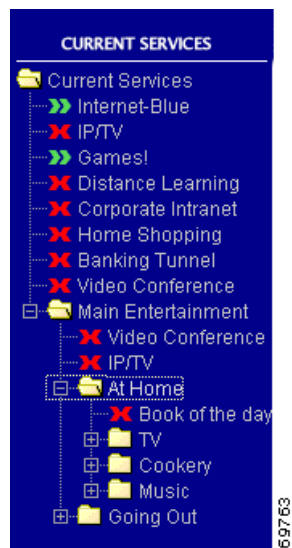 CURRENT SERVICES
Current Services
Internet-Blue
IP/TV
Games!
Distance Learning
Corporate Intranet
Home Shopping
Banking Tunnel
Video Conference
Main Entertainment
Video Conference
IP/TV
At Home
Book of the day
TV
Cookery
Music
Going Out
69763